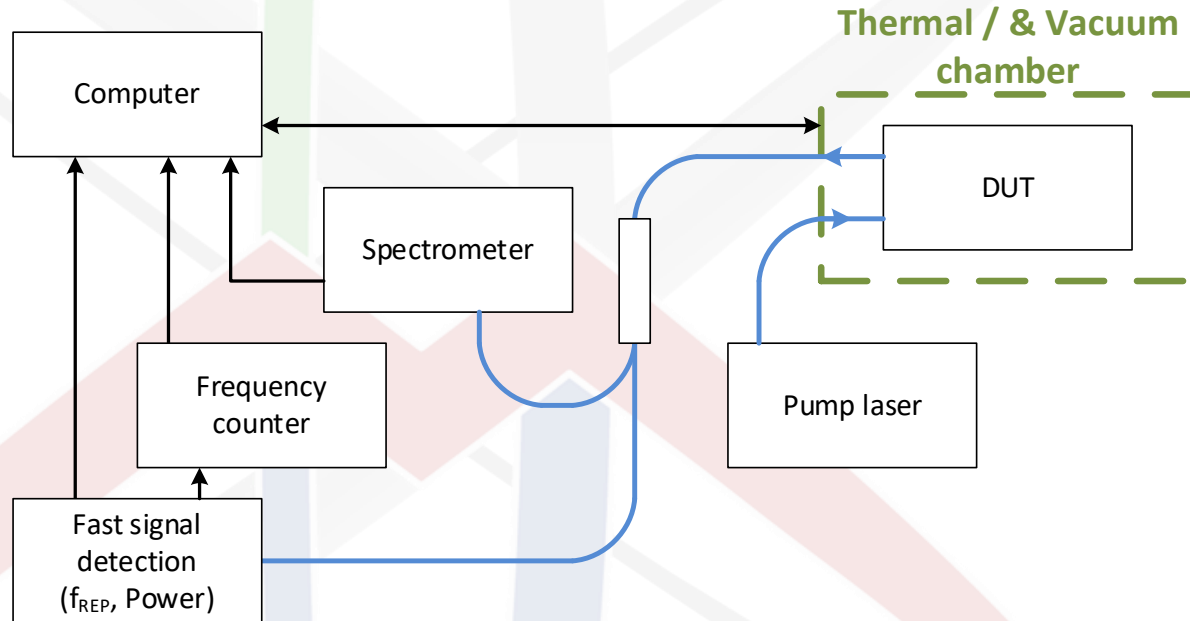 Thermal / & Vacuum
chamber
Computer
DUT
Spectrometer
Frequency
counter
Pump laser
Fast signal
detection
(fREP, Power)